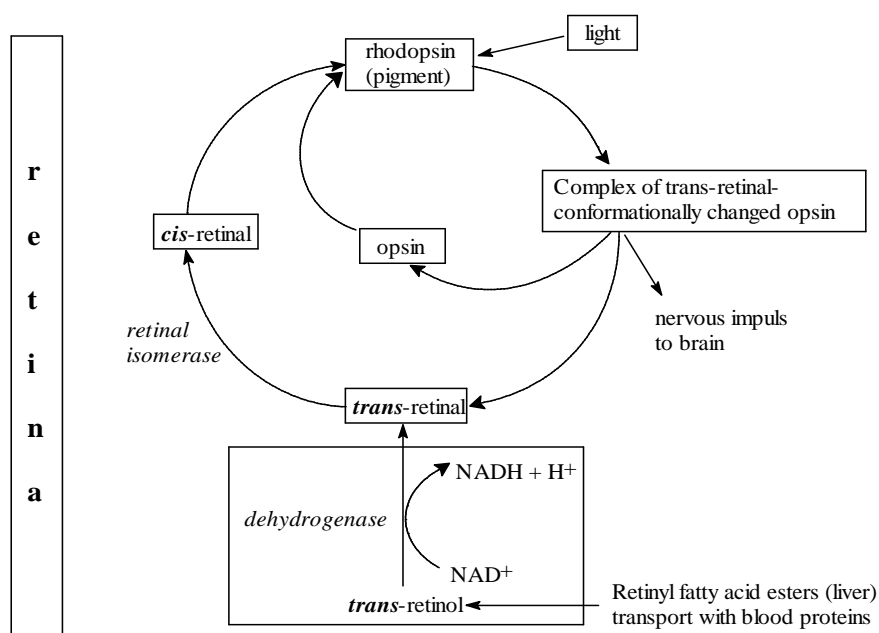 light
rhodopsin
(pigment)
Complex of trans-retinal-
conformationally changed opsin
cis-retinal
opsin
nervous impuls
to brain
retinal
isomerase
trans-retinal
NADH + H+
dehydrogenase
NAD+
trans-retinol
Retinyl fatty acid esters (liver)
transport with blood proteins
r
e
t
i
n
a